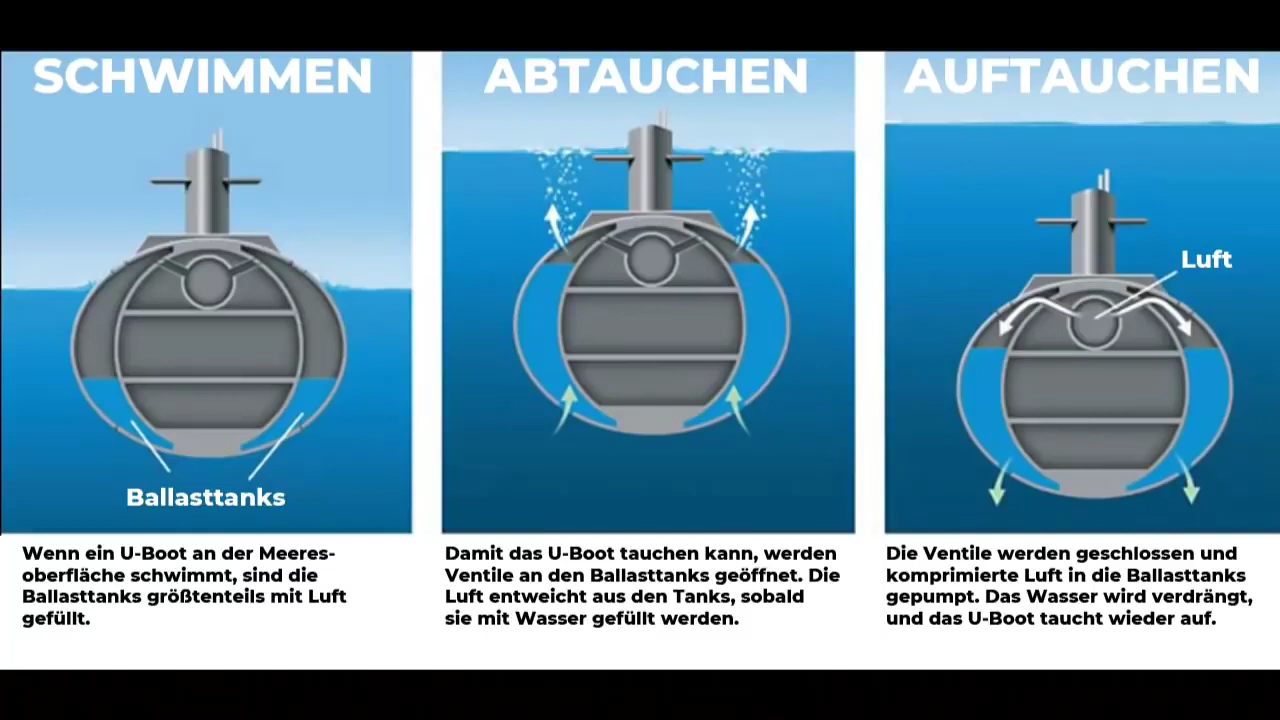 SCHWIMMEN
Ballasttanks
Wenn ein U-Boot an der Meeres-
oberfläche schwimmt, sind die
Ballasttanks größtenteils mit Luft
gefüllt.
ABTAUCHEN
Damit das U-Boot tauchen kann, werden
Ventile an den Ballasttanks geöffnet. Die
Luft entweicht aus den Tanks, sobald
sie mit Wasser gefüllt werden.
AUFTAUCHEN
Luft
Die Ventile werden geschlossen und
komprimierte Luft in die Ballasttanks
gepumpt. Das Wasser wird verdrängt,
und das U-Boot taucht wieder auf.